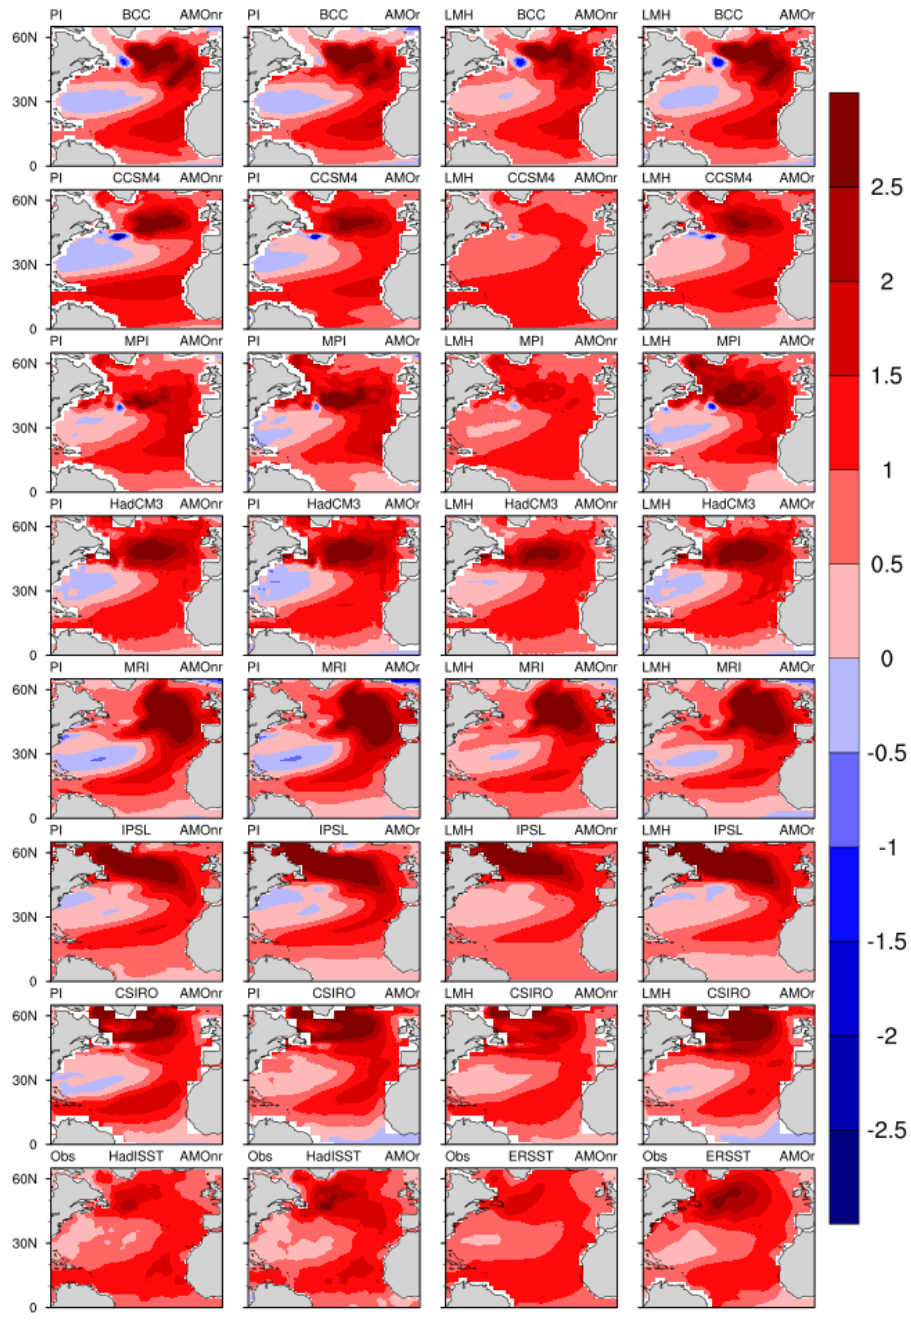 PI BCC AMOnr PI BCC AMOr LMH BCC AMOnr LMH BCC AMOr
60N
30N
0
PI CCSM4 AMOnr PI CCSM4 AMOr LMH CCSM4 AMOnr LMH CCSM4 AMOr
60N
30N
0
PI MPI AMOnr PI MPI AMOr LMH MPI AMOnr LMH MPI AMOr
60N
30N
0
PI HadCM3 AMOnr PI HadCM3 AMOr LMH HadCM3 AMOnr LMH HadCM3 AMOr
60N
30N
0
PI MRI AMOnr PI MRI AMOr LMH MRI AMOnr LMH MRI AMOr
60N
30N
0
PI IPSL AMOnr PI IPSL AMOr LMH IPSL AMOnr LMH IPSL AMOr
60N
30N
0
PI CSIRO AMOnr PI CSIRO AMOr LMH CSIRO AMOnr LMH CSIRO AMOr
60N
30N
0
Obs HadISST AMOnr Obs HadISST AMOr Obs ERSST AMOnr Obs ERSST AMOr
60N
30N
0
2.5
2
1.5
1
0.5
0
-0.5
-1
-1.5
-2
-2.5